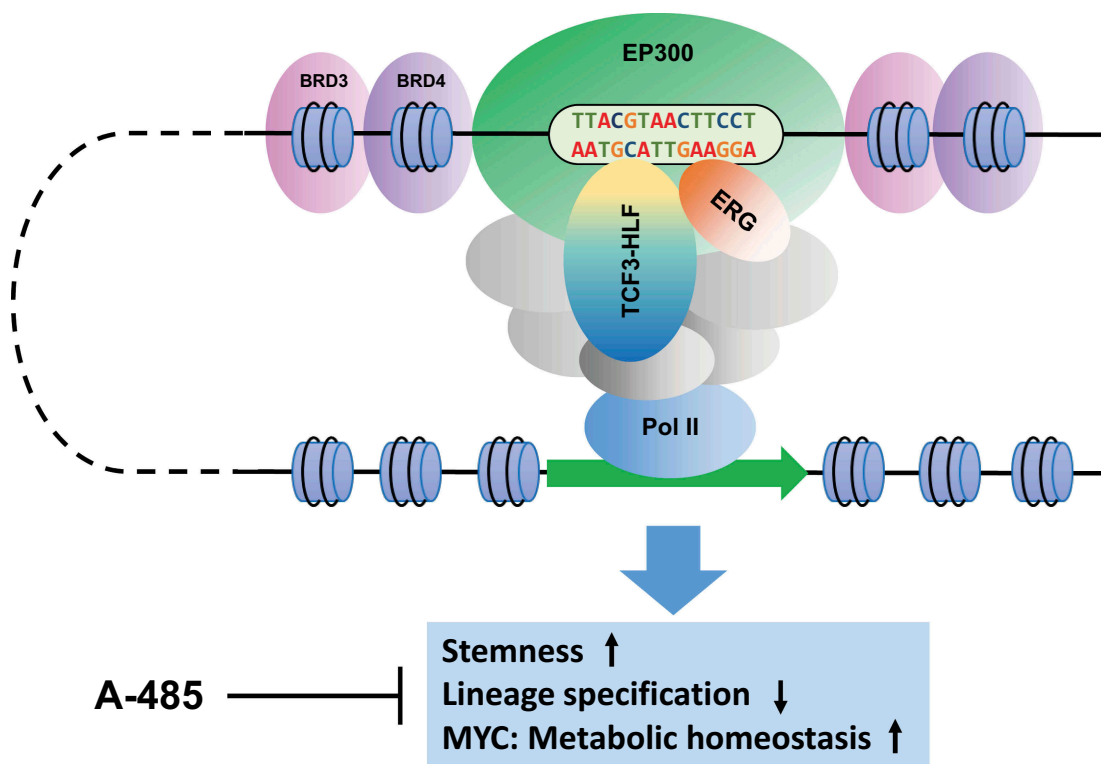 BRD3
BRD4
EP300
TTACGTAACTTCCT
AATGCATTGAAGGA
ERG
TCF3-HLF
Pol II
Stemness ↑
A-485
Lineage specification ↓
MYC: Metabolic homeostasis ↑